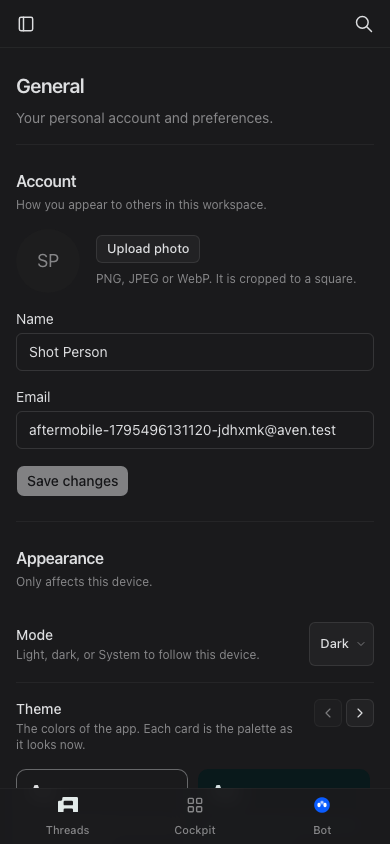 General
Your personal account and preferences.
Account
How you appear to others in this workspace.
SP
Upload photo
PNG, JPEG or WebP. It is cropped to a square.
Name
Shot Person
Email
aftermobile-1795496131120-jdhxmk@aven.test
Save changes
Appearance
Only affects this device.
Mode
Light, dark, or System to follow this device.
Dark
Theme
The colors of the app. Each card is the palette as
it looks now.
Threads
Cockpit
Bot